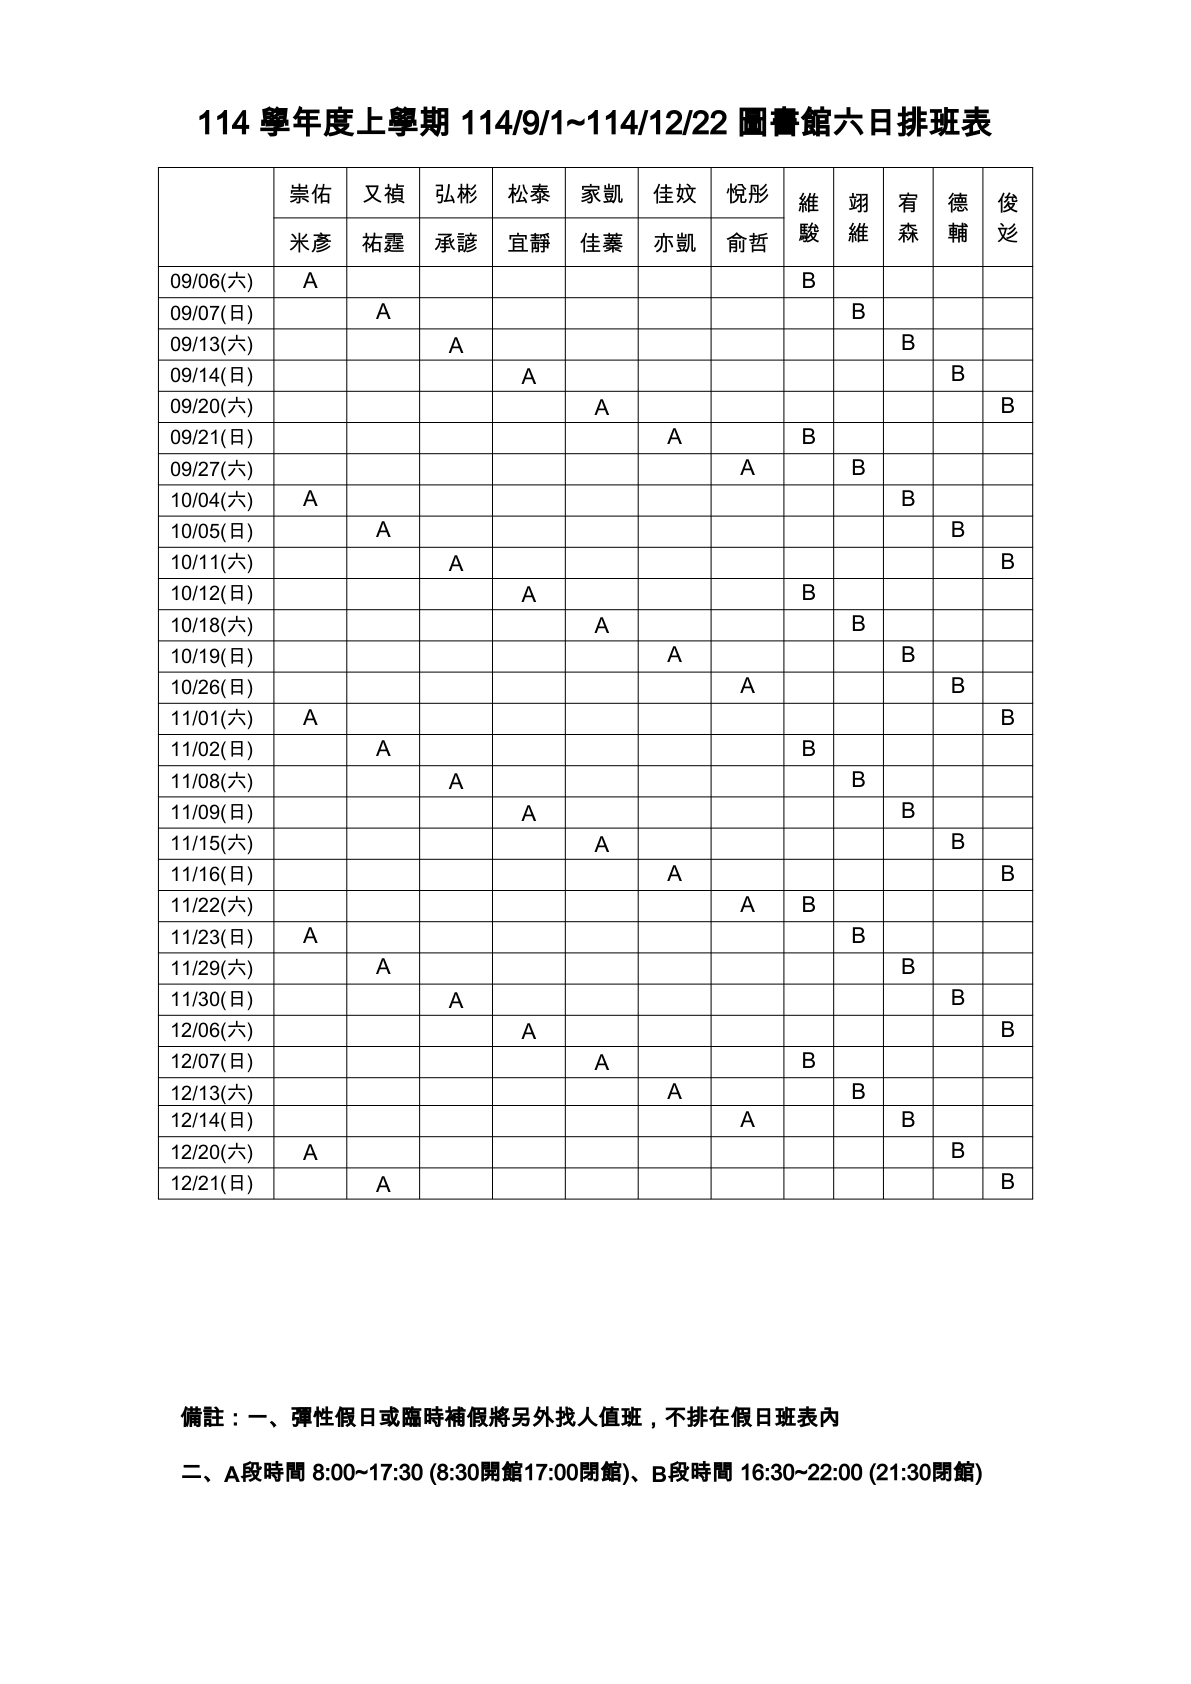 114 學年度上學期 114/9/1~114/12/22 圖書館六日排班表
崇佑 又禎 弘彬 松泰 家凱 佳妏 悅彤 維駿 翊維 宥森 德輔 俊彣
米彥 祐霆 承諺 宜靜 佳蓁 亦凱 俞哲
09/06(六) A B
09/07(日) A B
09/13(六) A B
09/14(日) A B
09/20(六) A B
09/21(日) A B
09/27(六) A B
10/04(六) A B
10/05(日) A B
10/11(六) A B
10/12(日) A B
10/18(六) A B
10/19(日) A B
10/26(日) A B
11/01(六) A B
11/02(日) A B
11/08(六) A B
11/09(日) A B
11/15(六) A B
11/16(日) A B
11/22(六) A B
11/23(日) A B
11/29(六) A B
11/30(日) A B
12/06(六) A B
12/07(日) A B
12/13(六) A B
12/14(日) A B
12/20(六) A B
12/21(日) A B
備註：一、彈性假日或臨時補假將另外找人值班，不排在假日班表內
二、A段時間 8:00~17:30 (8:30開館17:00閉館)、B段時間 16:30~22:00 (21:30閉館)